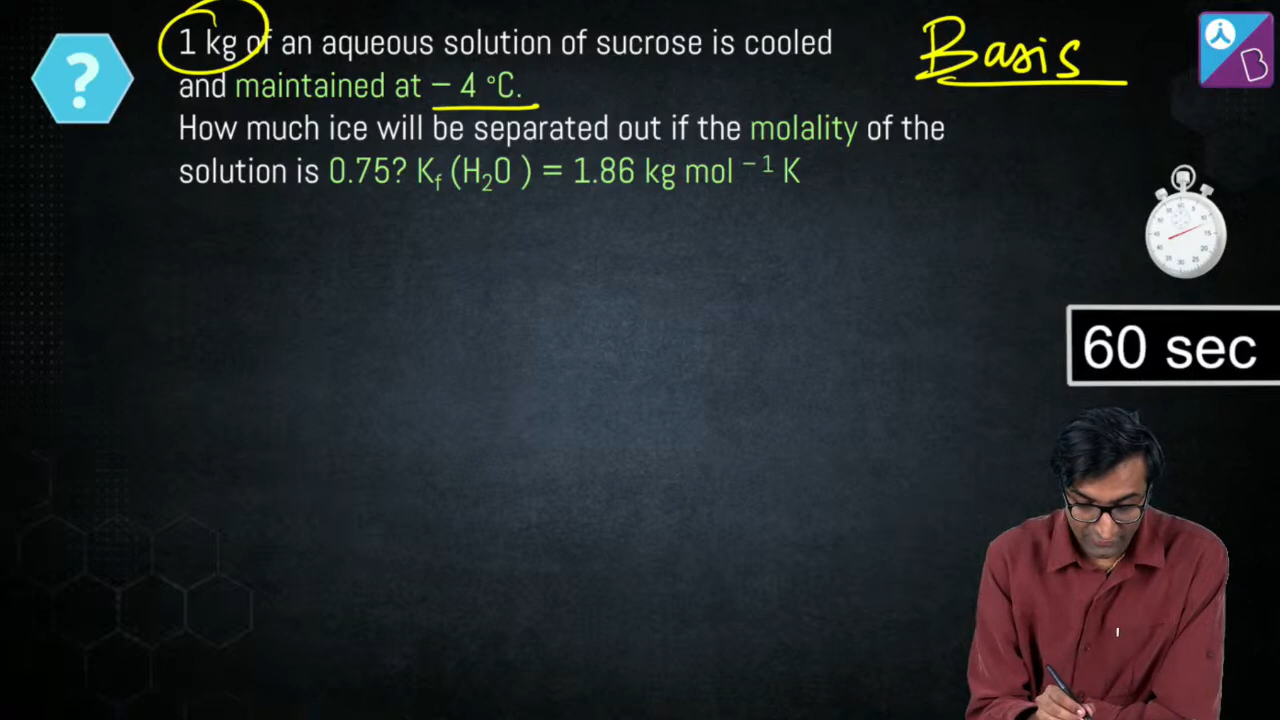 1 kg of an aqueous solution of sucrose is cooled
and maintained at – 4 °C.
How much ice will be separated out if the molality of the
solution is 0.75? Kf (H2O ) = 1.86 kg mol –1 K
Basis
?
B
60 sec